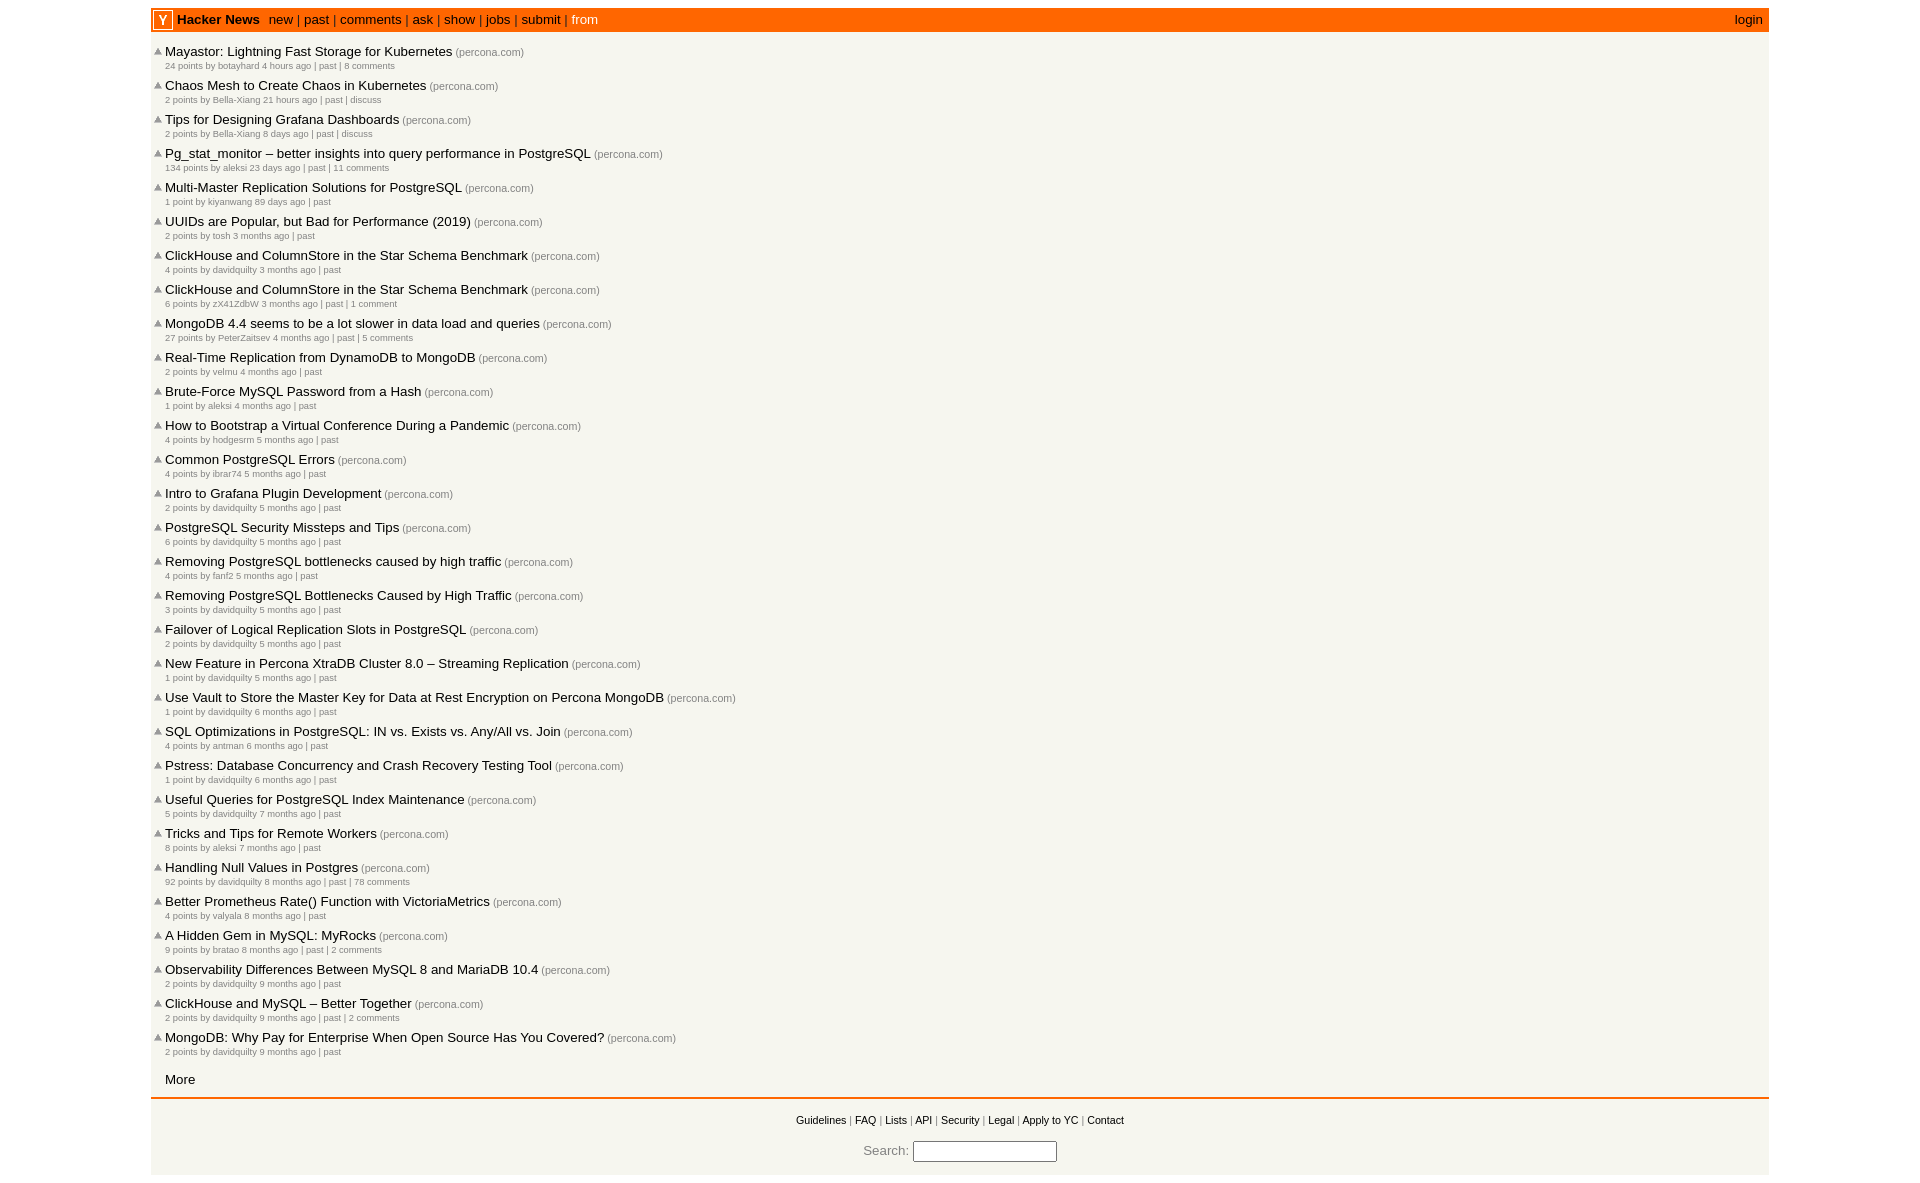 Y Hacker News new | past | comments | ask | show | jobs | submit | from login
Mayastor: Lightning Fast Storage for Kubernetes (percona.com)
24 points by botayhard 4 hours ago | past | 8 comments
Chaos Mesh to Create Chaos in Kubernetes (percona.com)
2 points by Bella-Xiang 21 hours ago | past | discuss
Tips for Designing Grafana Dashboards (percona.com)
2 points by Bella-Xiang 8 days ago | past | discuss
Pg_stat_monitor – better insights into query performance in PostgreSQL (percona.com)
134 points by aleksi 23 days ago | past | 11 comments
Multi-Master Replication Solutions for PostgreSQL (percona.com)
1 point by kiyanwang 89 days ago | past
UUIDs are Popular, but Bad for Performance (2019) (percona.com)
2 points by tosh 3 months ago | past
ClickHouse and ColumnStore in the Star Schema Benchmark (percona.com)
4 points by davidquilty 3 months ago | past
ClickHouse and ColumnStore in the Star Schema Benchmark (percona.com)
6 points by zX41ZdbW 3 months ago | past | 1 comment
MongoDB 4.4 seems to be a lot slower in data load and queries (percona.com)
27 points by PeterZaitsev 4 months ago | past | 5 comments
Real-Time Replication from DynamoDB to MongoDB (percona.com)
2 points by velmu 4 months ago | past
Brute-Force MySQL Password from a Hash (percona.com)
1 point by aleksi 4 months ago | past
How to Bootstrap a Virtual Conference During a Pandemic (percona.com)
4 points by hodgesrm 5 months ago | past
Common PostgreSQL Errors (percona.com)
4 points by ibrar74 5 months ago | past
Intro to Grafana Plugin Development (percona.com)
2 points by davidquilty 5 months ago | past
PostgreSQL Security Missteps and Tips (percona.com)
6 points by davidquilty 5 months ago | past
Removing PostgreSQL bottlenecks caused by high traffic (percona.com)
4 points by fanf2 5 months ago | past
Removing PostgreSQL Bottlenecks Caused by High Traffic (percona.com)
3 points by davidquilty 5 months ago | past
Failover of Logical Replication Slots in PostgreSQL (percona.com)
2 points by davidquilty 5 months ago | past
New Feature in Percona XtraDB Cluster 8.0 – Streaming Replication (percona.com)
1 point by davidquilty 5 months ago | past
Use Vault to Store the Master Key for Data at Rest Encryption on Percona MongoDB (percona.com)
1 point by davidquilty 6 months ago | past
SQL Optimizations in PostgreSQL: IN vs. Exists vs. Any/All vs. Join (percona.com)
4 points by antman 6 months ago | past
Pstress: Database Concurrency and Crash Recovery Testing Tool (percona.com)
1 point by davidquilty 6 months ago | past
Useful Queries for PostgreSQL Index Maintenance (percona.com)
5 points by davidquilty 7 months ago | past
Tricks and Tips for Remote Workers (percona.com)
8 points by aleksi 7 months ago | past
Handling Null Values in Postgres (percona.com)
92 points by davidquilty 8 months ago | past | 78 comments
Better Prometheus Rate() Function with VictoriaMetrics (percona.com)
4 points by valyala 8 months ago | past
A Hidden Gem in MySQL: MyRocks (percona.com)
9 points by bratao 8 months ago | past | 2 comments
Observability Differences Between MySQL 8 and MariaDB 10.4 (percona.com)
2 points by davidquilty 9 months ago | past
ClickHouse and MySQL – Better Together (percona.com)
2 points by davidquilty 9 months ago | past | 2 comments
MongoDB: Why Pay for Enterprise When Open Source Has You Covered? (percona.com)
2 points by davidquilty 9 months ago | past
More
Guidelines | FAQ | Lists | API | Security | Legal | Apply to YC | Contact
Search: